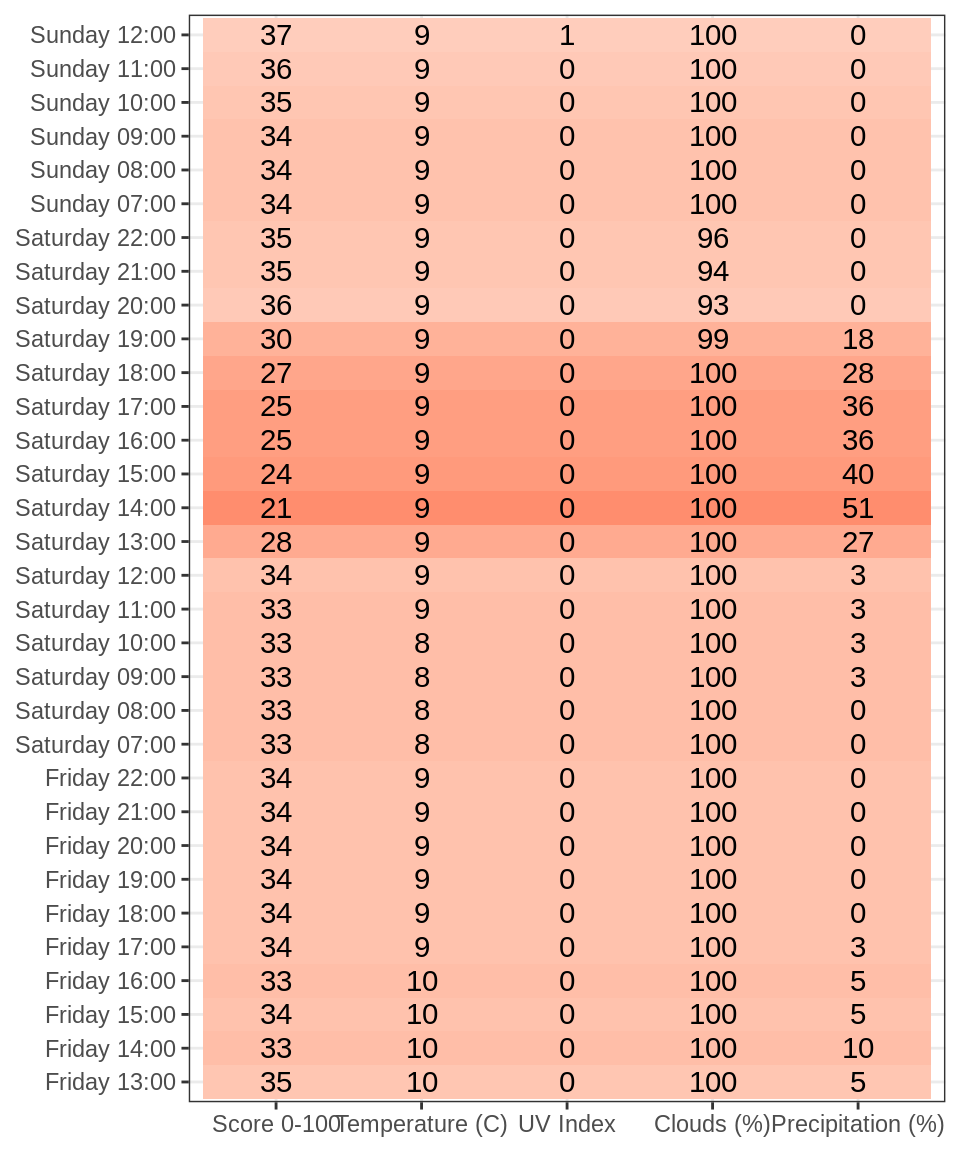 Sunday 12:00 37 9 1 100 0
Sunday 11:00 36 9 0 100 0
Sunday 10:00 35 9 0 100 0
Sunday 09:00 34 9 0 100 0
Sunday 08:00 34 9 0 100 0
Sunday 07:00 34 9 0 100 0
Saturday 22:00 35 9 0 96 0
Saturday 21:00 35 9 0 94 0
Saturday 20:00 36 9 0 93 0
Saturday 19:00 30 9 0 99 18
Saturday 18:00 27 9 0 100 28
Saturday 17:00 25 9 0 100 36
Saturday 16:00 25 9 0 100 36
Saturday 15:00 24 9 0 100 40
Saturday 14:00 21 9 0 100 51
Saturday 13:00 28 9 0 100 27
Saturday 12:00 34 9 0 100 3
Saturday 11:00 33 9 0 100 3
Saturday 10:00 33 8 0 100 3
Saturday 09:00 33 8 0 100 3
Saturday 08:00 33 8 0 100 0
Saturday 07:00 33 8 0 100 0
Friday 22:00 34 9 0 100 0
Friday 21:00 34 9 0 100 0
Friday 20:00 34 9 0 100 0
Friday 19:00 34 9 0 100 0
Friday 18:00 34 9 0 100 0
Friday 17:00 34 9 0 100 3
Friday 16:00 33 10 0 100 5
Friday 15:00 34 10 0 100 5
Friday 14:00 33 10 0 100 10
Friday 13:00 35 10 0 100 5
Score 0-100 Temperature (C) UV Index Clouds (%) Precipitation (%)